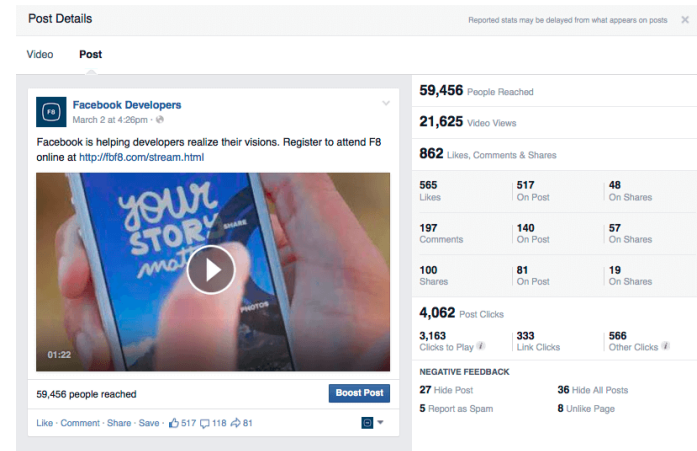 Post Details
Reported stats may be delayed from what appears on posts
Video Post
F8
Facebook Developers
March 2 at 4:26pm ·
Facebook is helping developers realize their visions. Register to attend F8
online at http://fbf8.com/stream.html
YOUR
STORY
matt
SHARE
PHOTOS
01:22
59,456 people reached
Boost Post
Like · Comment · Share · Save · 517 118 81
59,456 People Reached
21,625 Video Views
862 Likes, Comments & Shares
565 517 48
Likes On Post On Shares
197 140 57
Comments On Post On Shares
100 81 19
Shares On Post On Shares
4,062 Post Clicks
3,163 333 566
Clicks to Play i Link Clicks Other Clicks i
NEGATIVE FEEDBACK
27 Hide Post 36 Hide All Posts
5 Report as Spam 8 Unlike Page